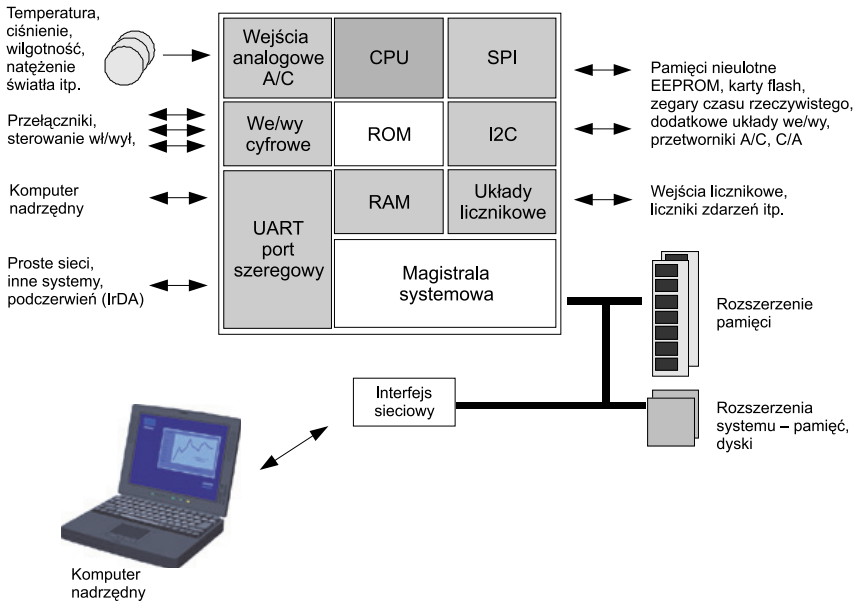 Temperatura,
ciśnienie,
wilgotność,
natężenie
światła itp.
Przełączniki,
sterowanie wł/wył,
Komputer
nadrzędny
Proste sieci,
inne systemy,
podczerwień (IrDA)
Wejścia
analogowe
A/C
CPU
SPI
We/wy
cyfrowe
ROM
I2C
UART
port
szeregowy
RAM
Układy
licznikowe
Magistrala
systemowa
Pamięci nieulotne
EEPROM, karty flash,
zegary czasu rzeczywistego,
dodatkowe układy we/wy,
przetworniki A/C, C/A
Wejścia licznikowe,
liczniki zdarzeń itp.
Rozszerzenie
pamięci
Interfejs
sieciowy
Rozszerzenia
systemu – pamięć,
dyski
Komputer
nadrzędny